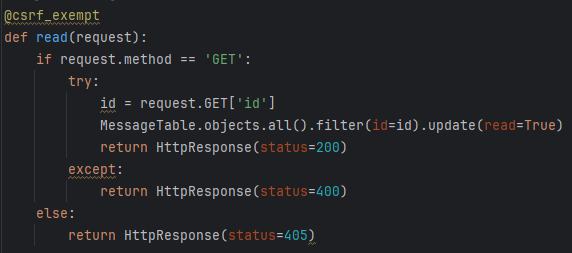 @csrf_exempt
def read(request):
    if request.method == 'GET':
        try:
            id = request.GET['id']
            MessageTable.objects.all().filter(id=id).update(read=True)
            return HttpResponse(status=200)
        except:
            return HttpResponse(status=400)
    else:
        return HttpResponse(status=405)